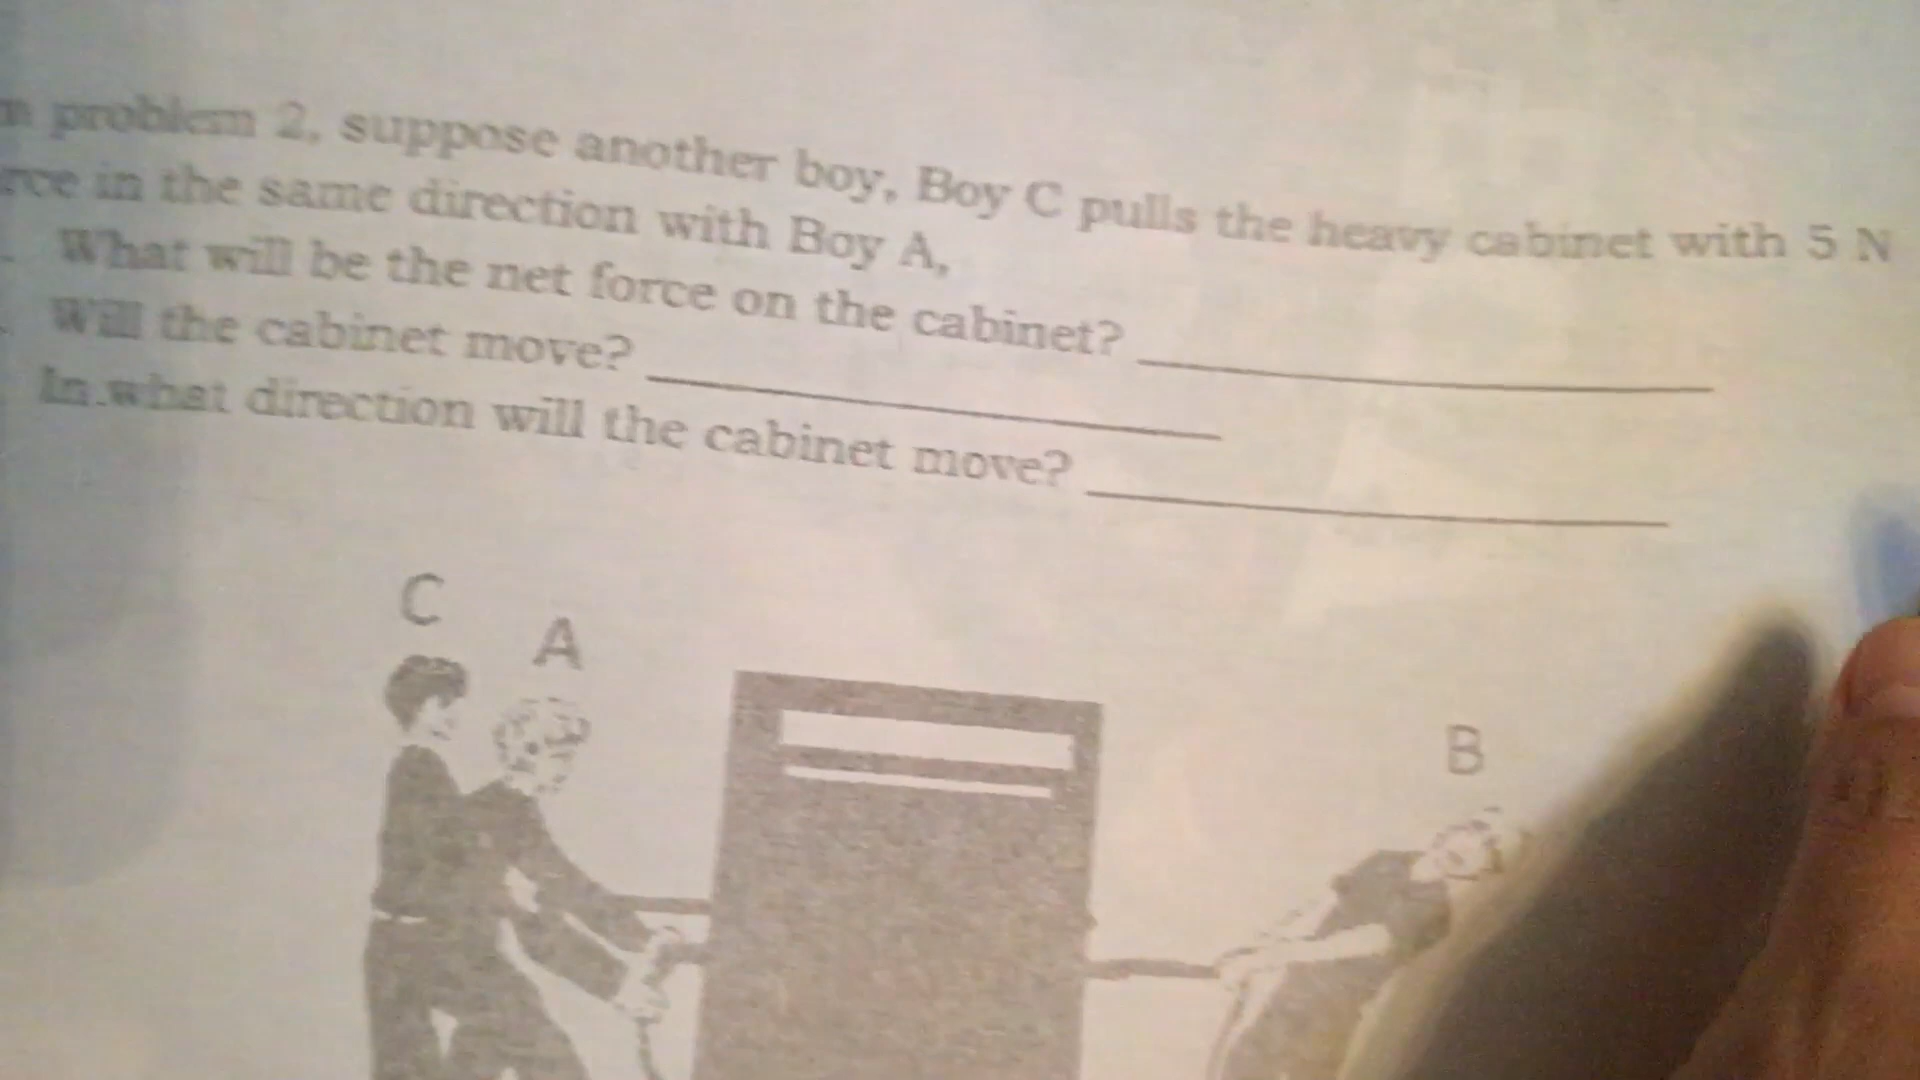 problem 2, suppose another boy, Boy C pulls the heavy cabinet with 5 N
in the same direction with Boy A,
What will be the net force on the cabinet?
Will the cabinet move?
In what direction will the cabinet move?
C
A
B